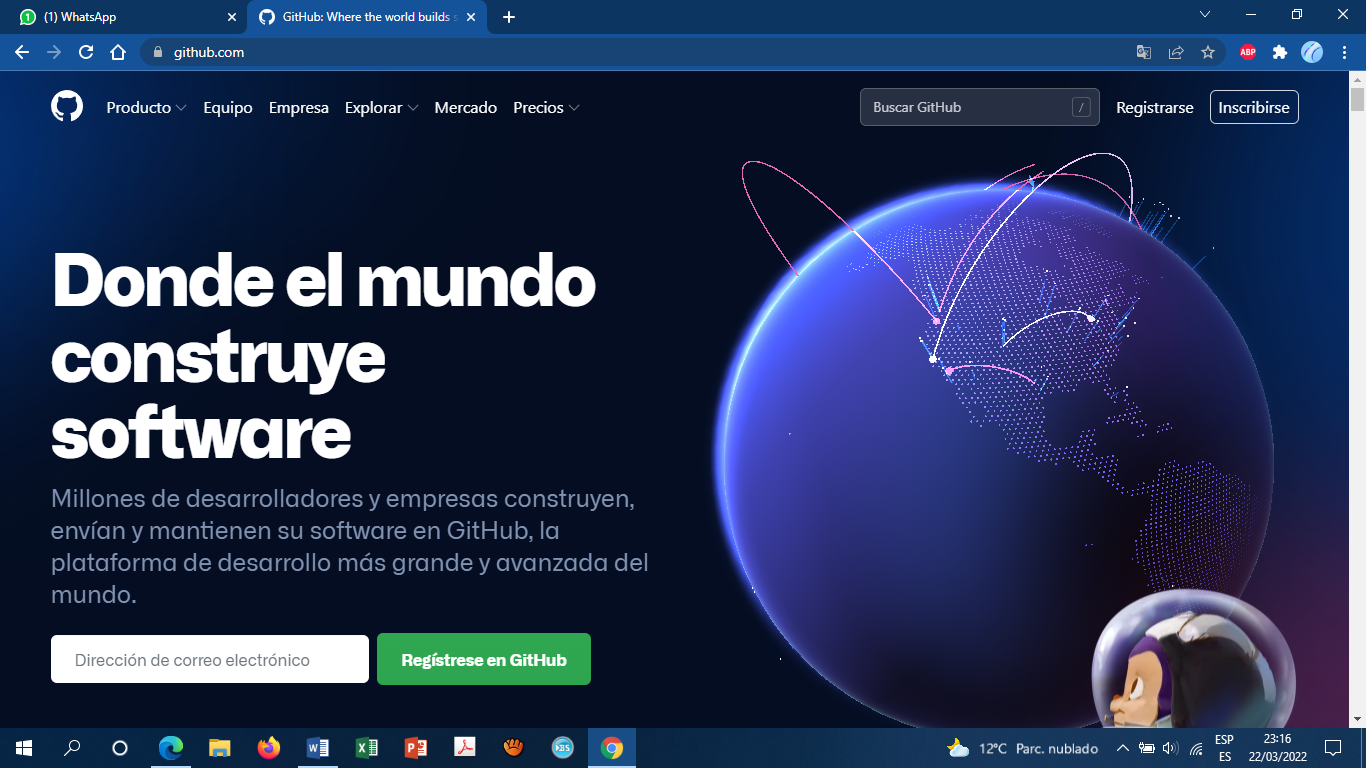 (1) WhatsApp
GitHub: Where the world builds s
github.com
ABP
Producto
Equipo
Empresa
Explorar
Mercado
Precios
Buscar GitHub
/
Registrarse
Inscribirse
Donde el mundo
construye
software
Millones de desarrolladores y empresas construyen,
envían y mantienen su software en GitHub, la
plataforma de desarrollo más grande y avanzada del
mundo.
Dirección de correo electrónico
Regístrese en GitHub
12°C Parc. nublado
ESP
ES
23:16
22/03/2022